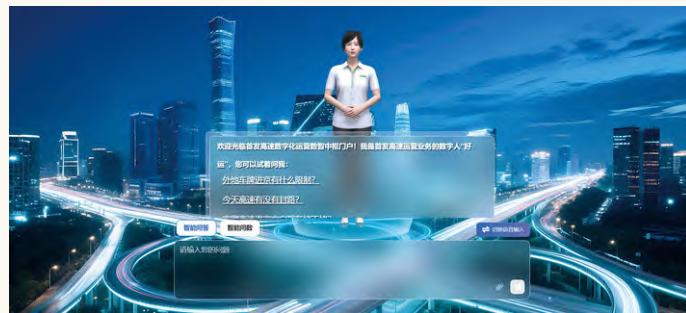 欢迎光临首发高速数字化运营数智中枢门户！我是首发高速运营业务的数字人“好
运”，您可以试着问我：
外地车牌进京有什么限制？
今天高速有没有封路？
智能问答 智能问数
切换语音输入
请输入您的问题